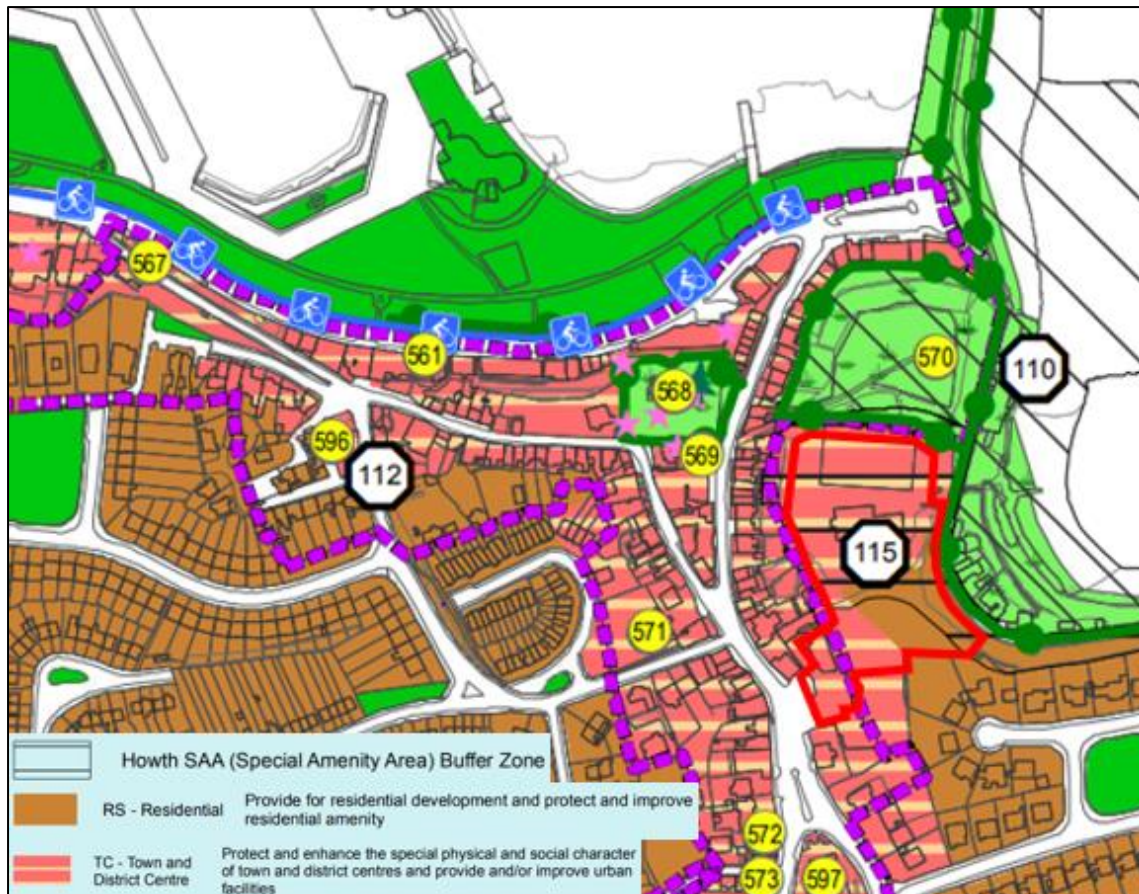 567
561
568
570
110
596
112
569
115
571
572
573
597
Howth SAA (Special Amenity Area) Buffer Zone
RS - Residential
Provide for residential development and protect and improve
residential amenity
TC - Town and
District Centre
Protect and enhance the special physical and social character
of town and district centres and provide and/or improve urban
facilities